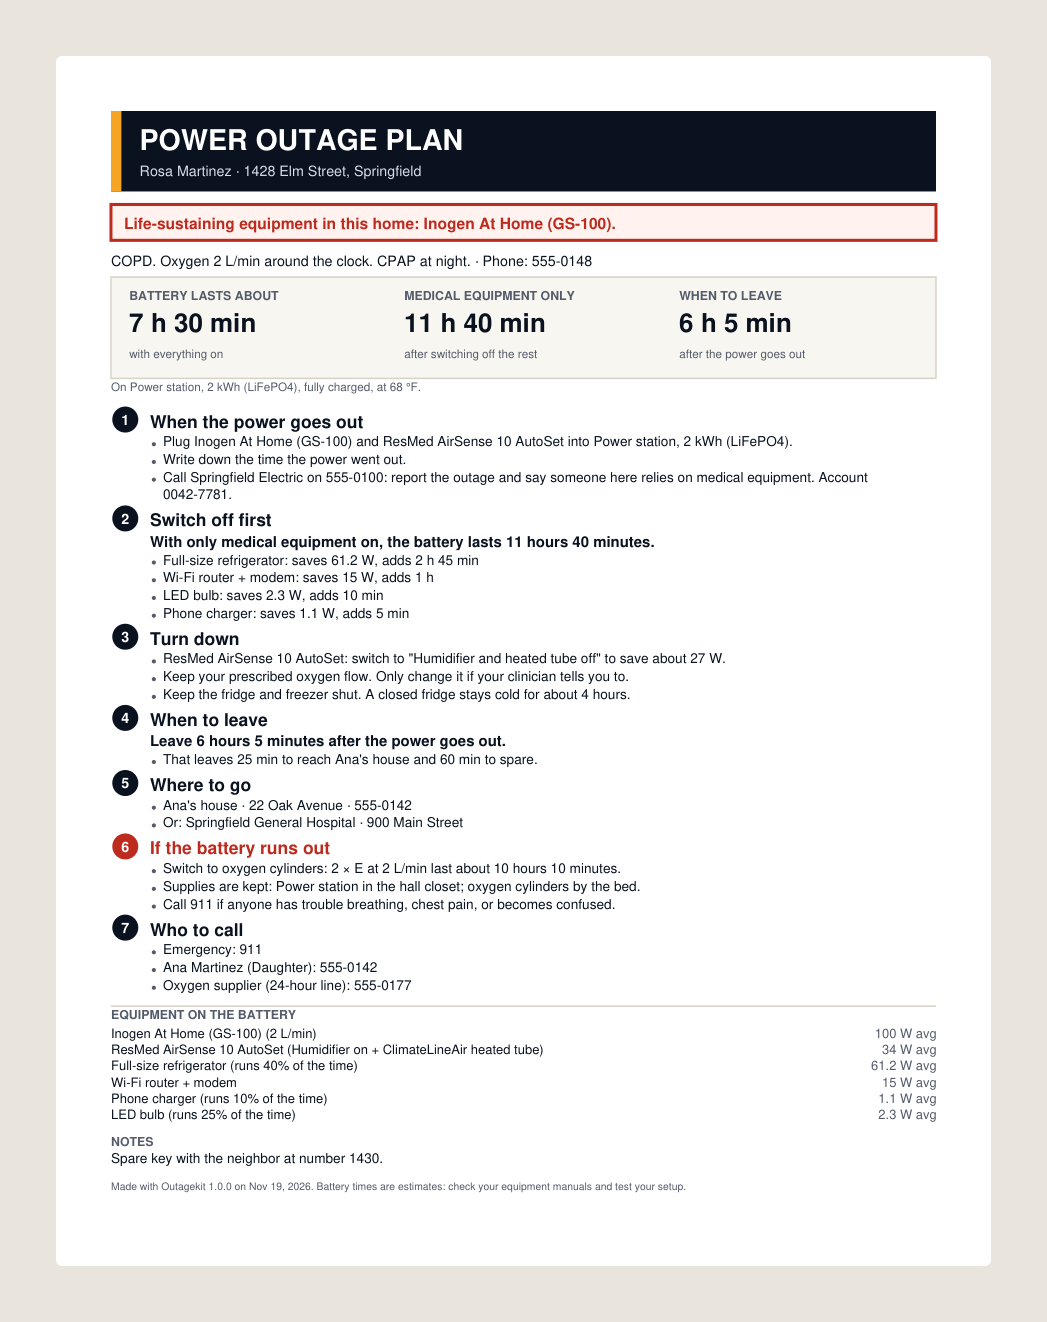 POWER OUTAGE PLAN
Rosa Martinez · 1428 Elm Street, Springfield
Life-sustaining equipment in this home: Inogen At Home (GS-100).
COPD. Oxygen 2 L/min around the clock. CPAP at night. · Phone: 555-0148
BATTERY LASTS ABOUT
7 h 30 min
with everything on
MEDICAL EQUIPMENT ONLY
11 h 40 min
after switching off the rest
WHEN TO LEAVE
6 h 5 min
after the power goes out
On Power station, 2 kWh (LiFePO4), fully charged, at 68 °F.
1 When the power goes out
• Plug Inogen At Home (GS-100) and ResMed AirSense 10 AutoSet into Power station, 2 kWh (LiFePO4).
• Write down the time the power went out.
• Call Springfield Electric on 555-0100: report the outage and say someone here relies on medical equipment. Account
0042-7781.
2 Switch off first
With only medical equipment on, the battery lasts 11 hours 40 minutes.
• Full-size refrigerator: saves 61.2 W, adds 2 h 45 min
• Wi-Fi router + modem: saves 15 W, adds 1 h
• LED bulb: saves 2.3 W, adds 10 min
• Phone charger: saves 1.1 W, adds 5 min
3 Turn down
• ResMed AirSense 10 AutoSet: switch to "Humidifier and heated tube off" to save about 27 W.
• Keep your prescribed oxygen flow. Only change it if your clinician tells you to.
• Keep the fridge and freezer shut. A closed fridge stays cold for about 4 hours.
4 When to leave
Leave 6 hours 5 minutes after the power goes out.
• That leaves 25 min to reach Ana's house and 60 min to spare.
5 Where to go
• Ana's house · 22 Oak Avenue · 555-0142
• Or: Springfield General Hospital · 900 Main Street
6 If the battery runs out
• Switch to oxygen cylinders: 2 × E at 2 L/min last about 10 hours 10 minutes.
• Supplies are kept: Power station in the hall closet; oxygen cylinders by the bed.
• Call 911 if anyone has trouble breathing, chest pain, or becomes confused.
7 Who to call
• Emergency: 911
• Ana Martinez (Daughter): 555-0142
• Oxygen supplier (24-hour line): 555-0177
EQUIPMENT ON THE BATTERY
Inogen At Home (GS-100) (2 L/min) 100 W avg
ResMed AirSense 10 AutoSet (Humidifier on + ClimateLineAir heated tube) 34 W avg
Full-size refrigerator (runs 40% of the time) 61.2 W avg
Wi-Fi router + modem 15 W avg
Phone charger (runs 10% of the time) 1.1 W avg
LED bulb (runs 25% of the time) 2.3 W avg
NOTES
Spare key with the neighbor at number 1430.
Made with Outagekit 1.0.0 on Nov 19, 2026. Battery times are estimates: check your equipment manuals and test your setup.